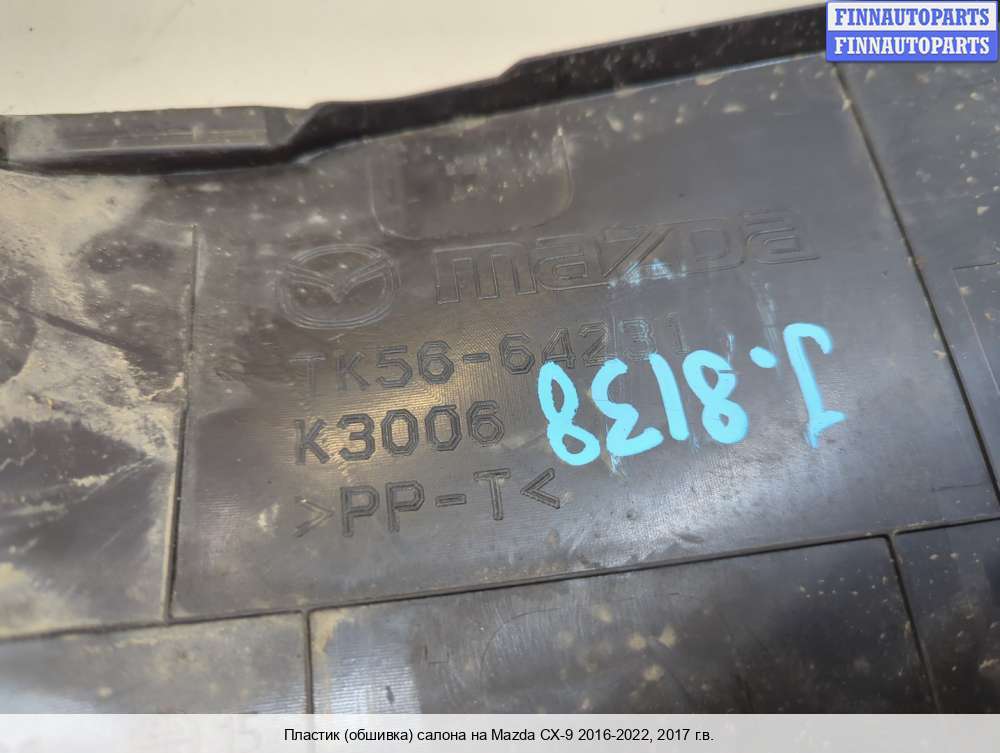 FINNAUTOPARTS
FINNAUTOPARTS
mazda
TK56-64231
K3006
>PP-T<
J.8138
Пластик (обшивка) салона на Mazda CX-9 2016-2022, 2017 г.в.